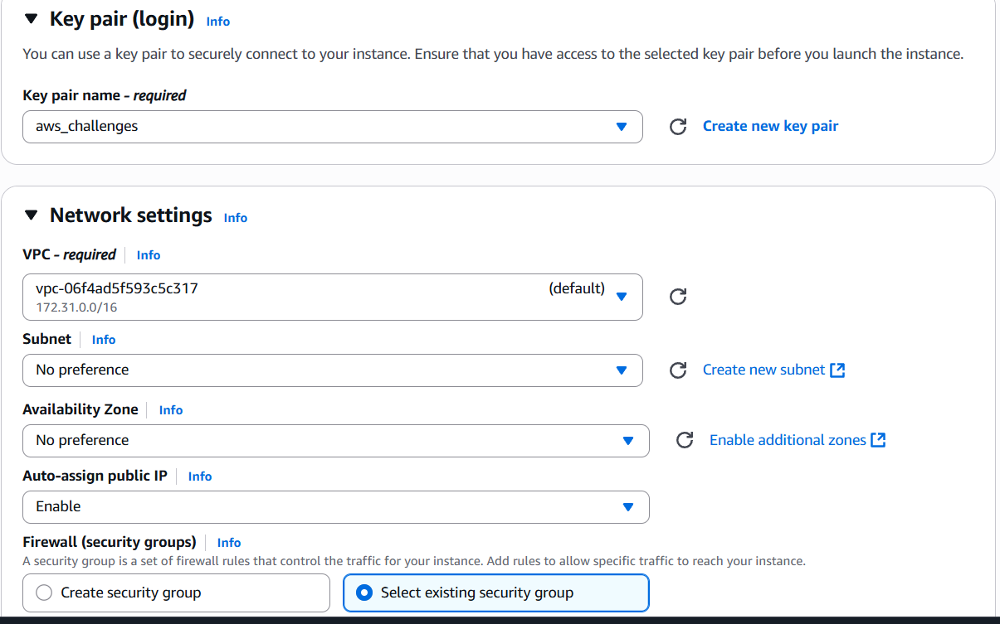 Key pair (login) Info
You can use a key pair to securely connect to your instance. Ensure that you have access to the selected key pair before you launch the instance.
Key pair name - required
aws_challenges
Create new key pair
Network settings Info
VPC - required Info
vpc-06f4ad5f593c5c317 (default)
172.31.0.0/16
Subnet Info
No preference
Create new subnet
Availability Zone Info
No preference
Enable additional zones
Auto-assign public IP Info
Enable
Firewall (security groups) Info
A security group is a set of firewall rules that control the traffic for your instance. Add rules to allow specific traffic to reach your instance.
Create security group Select existing security group